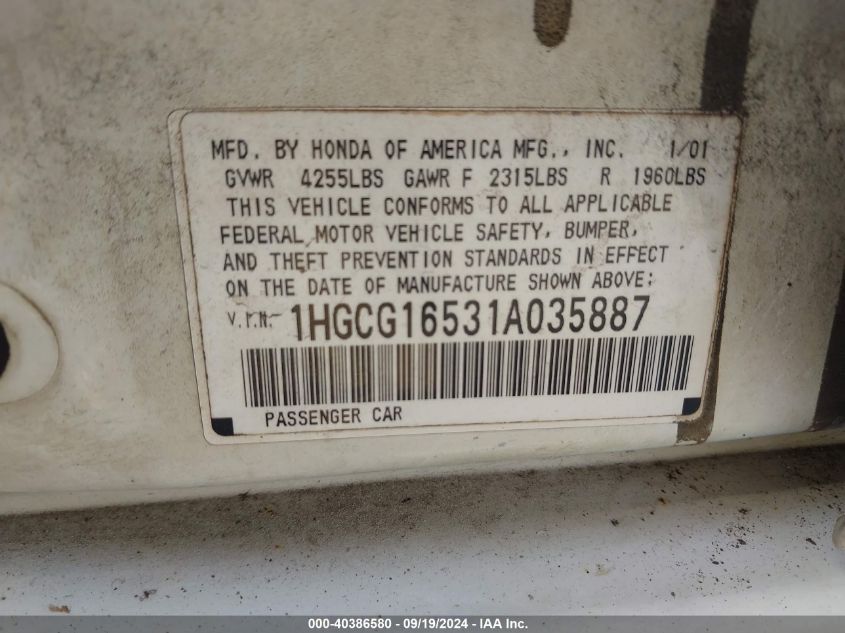 MFD. BY HONDA OF AMERICA MFG., INC. 1/01
GVWR 4255LBS GAWR F 2315LBS R 1960LBS
THIS VEHICLE CONFORMS TO ALL APPLICABLE
FEDERAL MOTOR VEHICLE SAFETY, BUMPER,
AND THEFT PREVENTION STANDARDS IN EFFECT
ON THE DATE OF MANUFACTURE SHOWN ABOVE:
V.I.N. 1HGCG16531A035887
PASSENGER CAR
000-40386580 - 09/19/2024 - IAA, Inc.